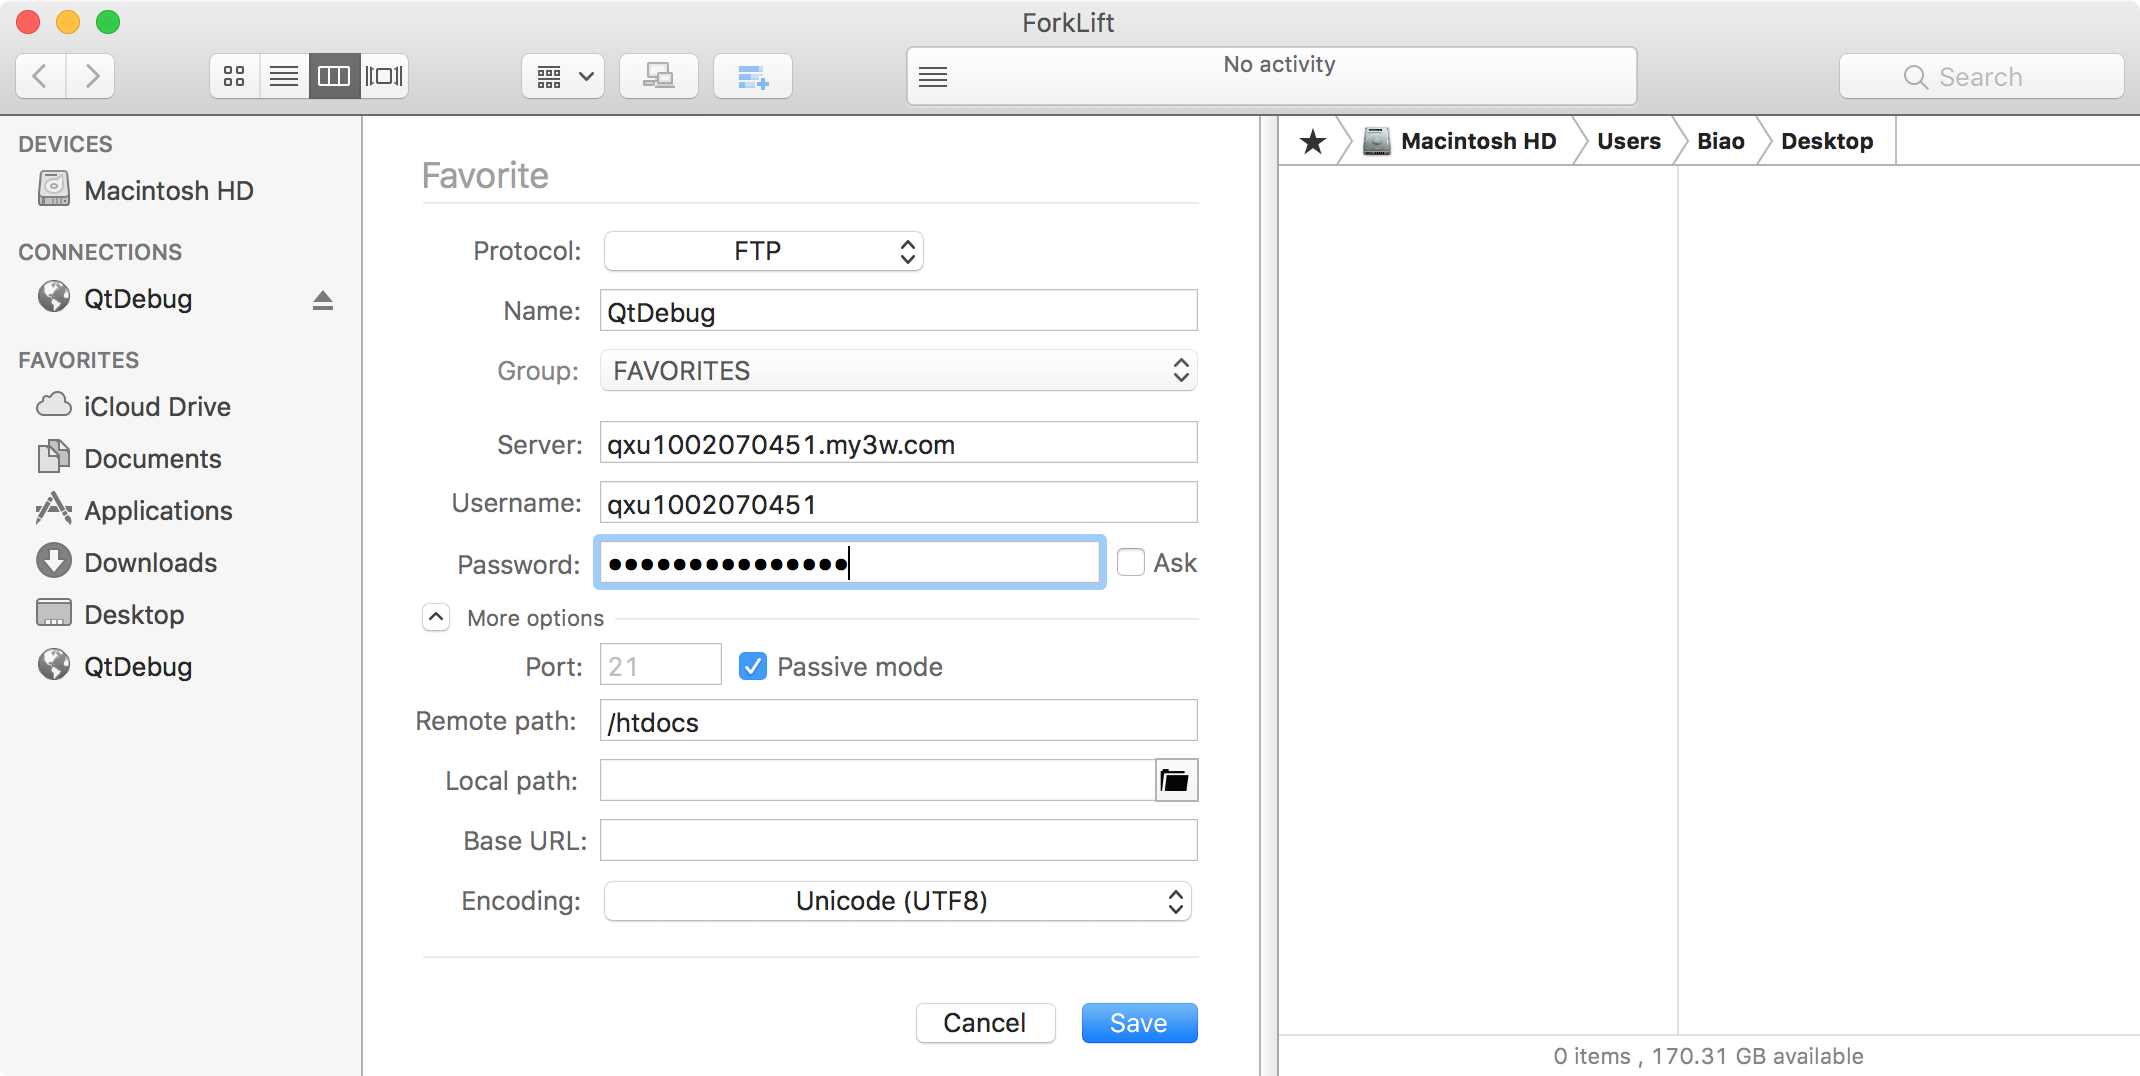 ForkLift
No activity
Search
DEVICES
Macintosh HD
CONNECTIONS
QtDebug
FAVORITES
iCloud Drive
Documents
Applications
Downloads
Desktop
QtDebug
Favorite
Protocol: FTP
Name: QtDebug
Group: FAVORITES
Server: qxu1002070451.my3w.com
Username: qxu1002070451
Password: ●●●●●●●●●●●●●●● Ask
More options
Port: 21 Passive mode
Remote path: /htdocs
Local path:
Base URL:
Encoding: Unicode (UTF8)
Cancel Save
Macintosh HD Users Biao Desktop
0 items , 170.31 GB available